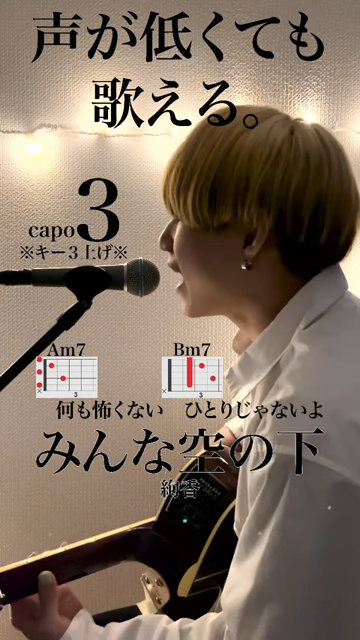 声が低くても
歌える。
capo3
※キー３上げ※
Am7 Bm7
3 3
何も怖くない ひとりじゃないよ
みんな空の下
絢香